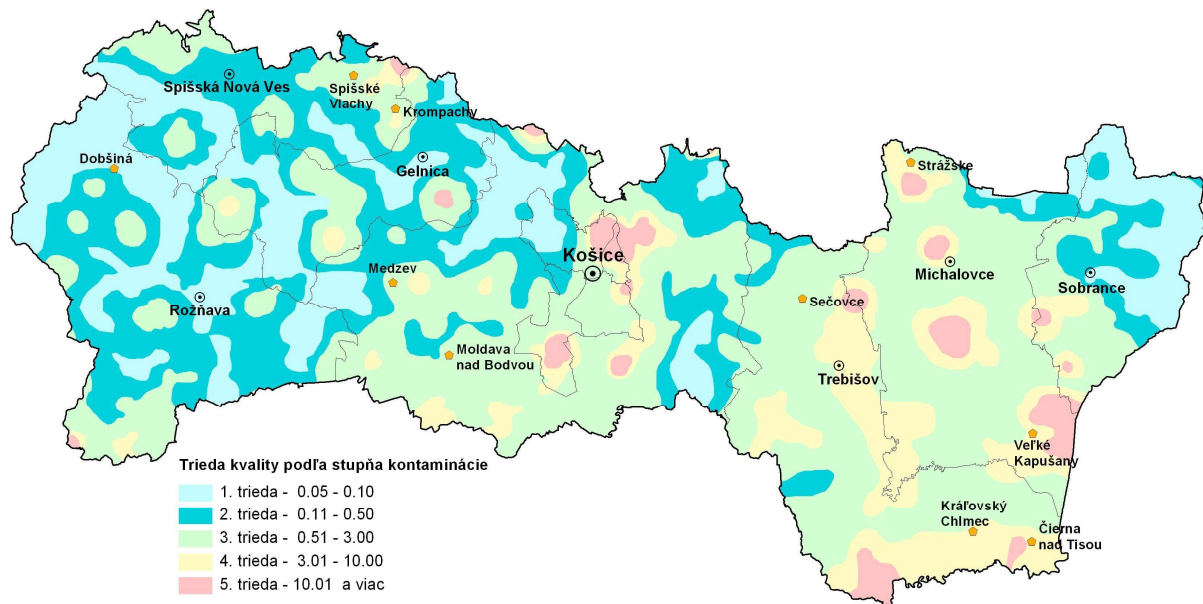 Spišská Nová Ves
Spišské
Vlachy
Krompachy
Dobšiná
Gelnica
Strážske
Košice
Medzev
Michalovce
Sobrance
Rožňava
Sečovce
Moldava
nad Bodvou
Trebišov
Veľké
Kapušany
Kráľovský
Chlmec
Čierna
nad Tisou
Trieda kvality podľa stupňa kontaminácie
1. trieda - 0.05 - 0.10
2. trieda - 0.11 - 0.50
3. trieda - 0.51 - 3.00
4. trieda - 3.01 - 10.00
5. trieda - 10.01 a viac